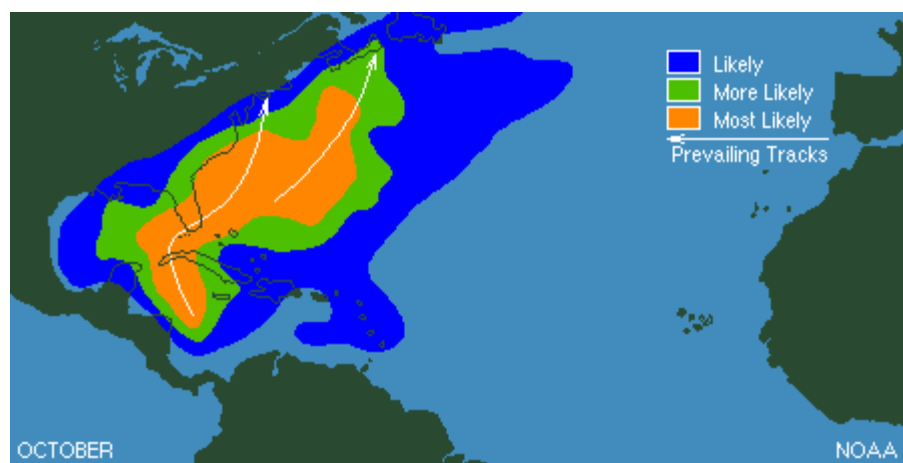 Likely
More Likely
Most Likely
Prevailing Tracks
OCTOBER
NOAA